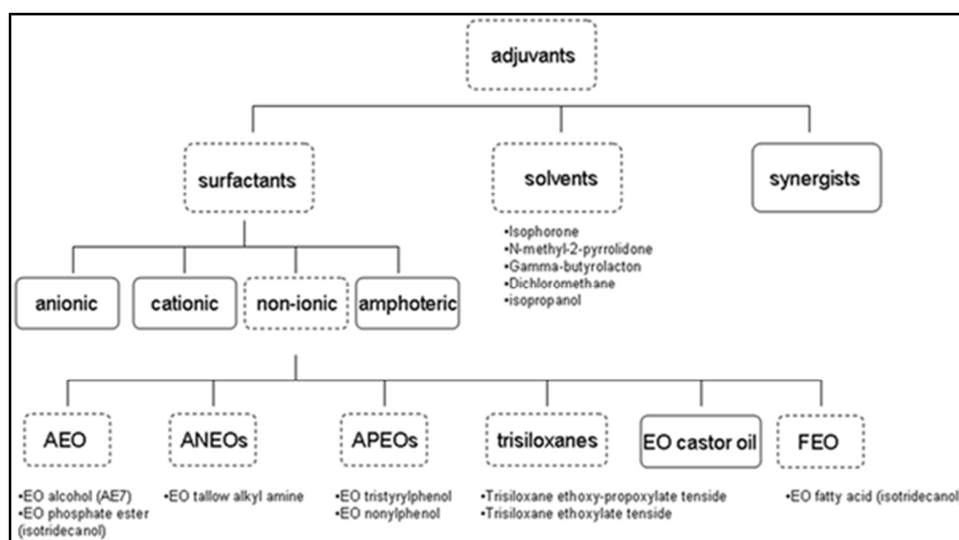 adjuvants
surfactants
solvents
synergists
•Isophorone
•N-methyl-2-pyrrolidone
•Gamma-butyrolacton
•Dichloromethane
•isopropanol
anionic
cationic
non-ionic
amphoteric
AEO
ANEOs
APEOs
trisiloxanes
EO castor oil
FEO
•EO alcohol (AE7)
•EO phosphate ester
(isotridecanol)
•EO tallow alkyl amine
•EO tristyrylphenol
•EO nonylphenol
•Trisiloxane ethoxy-propoxylate tenside
•Trisiloxane ethoxylate tenside
•EO fatty acid (isotridecanol